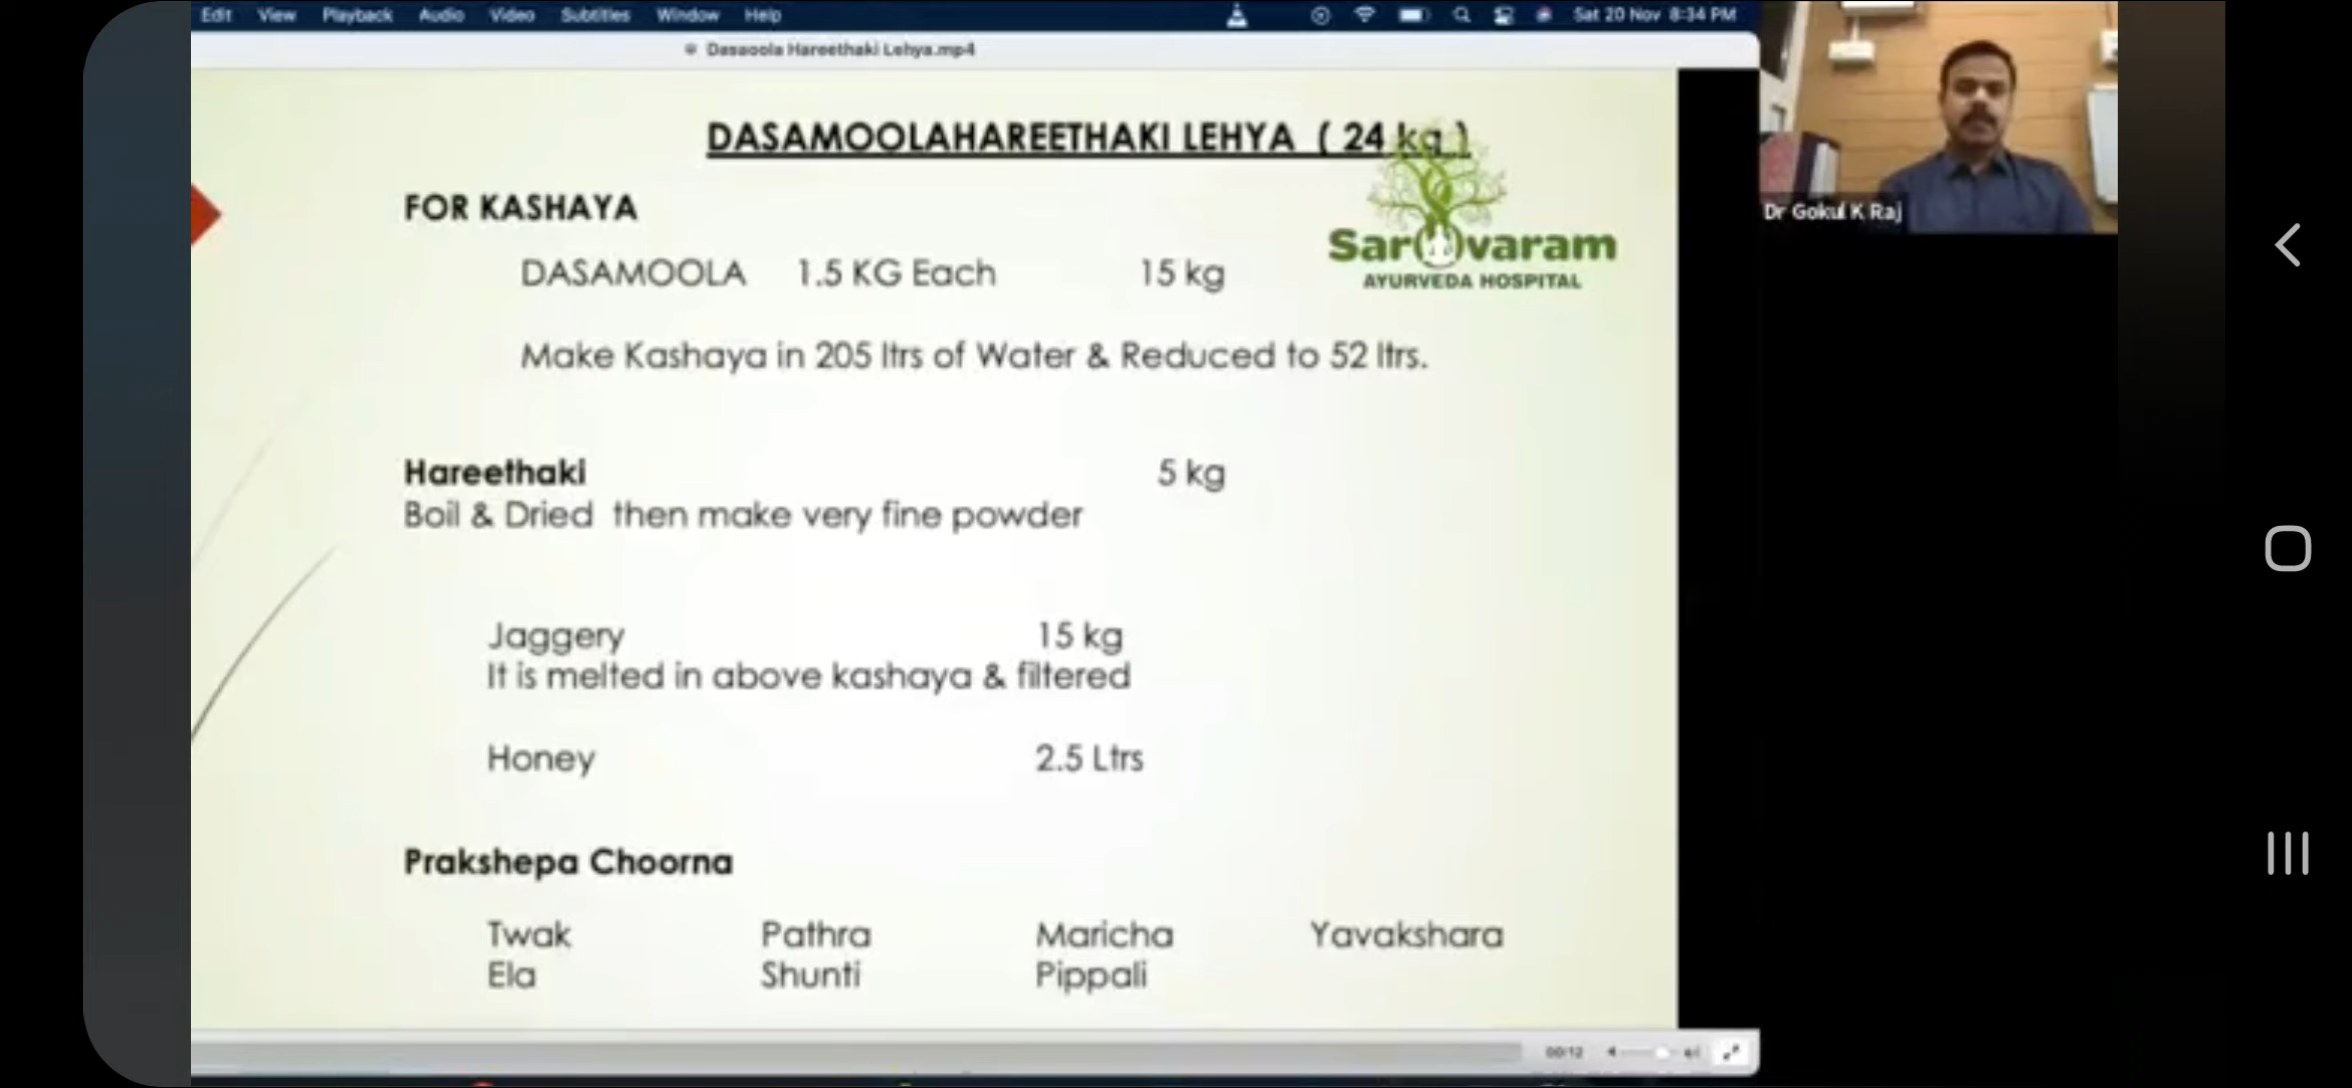 Edit View Playback Audio Video Subtitles Window Help Sat 20 Nov 8:34 PM
Dasaoola Hareethaki Lehya.mp4
DASAMOOLAHAREETHAKI LEHYA ( 24 kg )
FOR KASHAYA
Sarovaram
AYURVEDA HOSPITAL
Dr Gokul K Raj
DASAMOOLA 1.5 KG Each 15 kg
Make Kashaya in 205 ltrs of Water & Reduced to 52 ltrs.
Hareethaki 5 kg
Boil & Dried then make very fine powder
Jaggery 15 kg
It is melted in above kashaya & filtered
Honey 2.5 Ltrs
Prakshepa Choorna
Twak Pathra Maricha Yavakshara
Ela Shunti Pippali
00:12